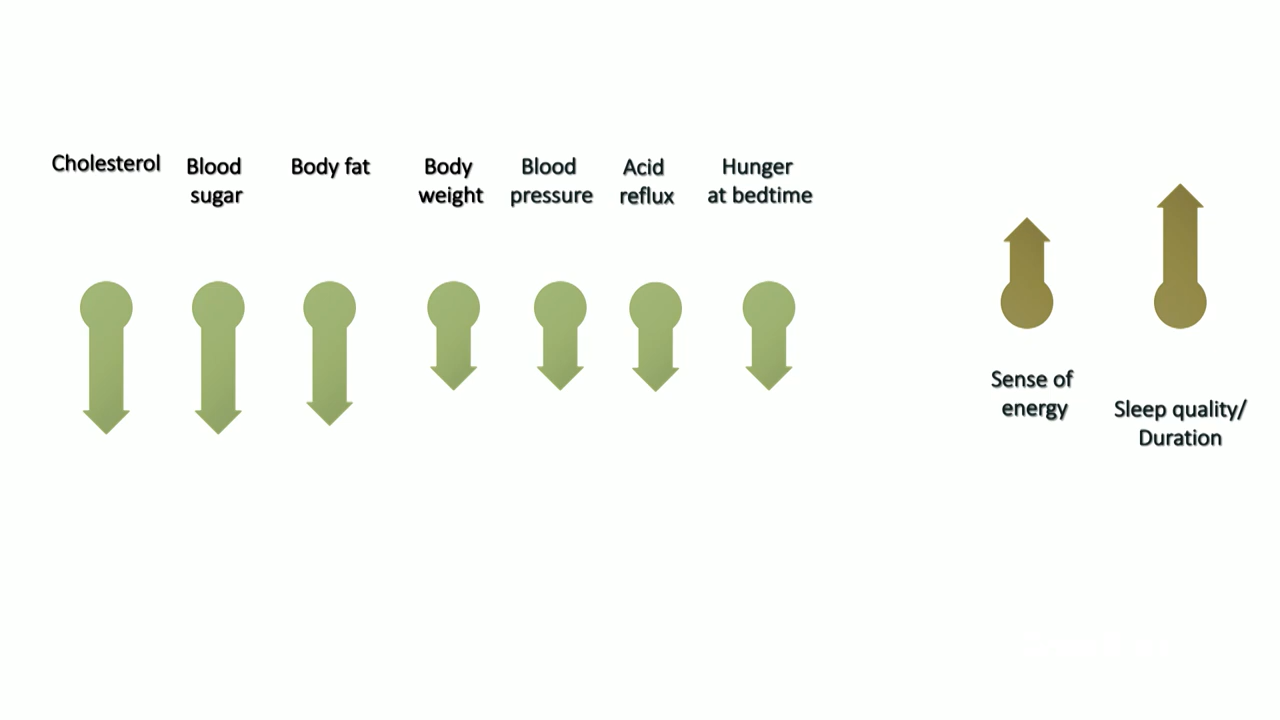 Cholesterol
Blood
sugar
Body fat
Body
weight
Blood
pressure
Acid
reflux
Hunger
at bedtime
Sense of
energy
Sleep quality/
Duration